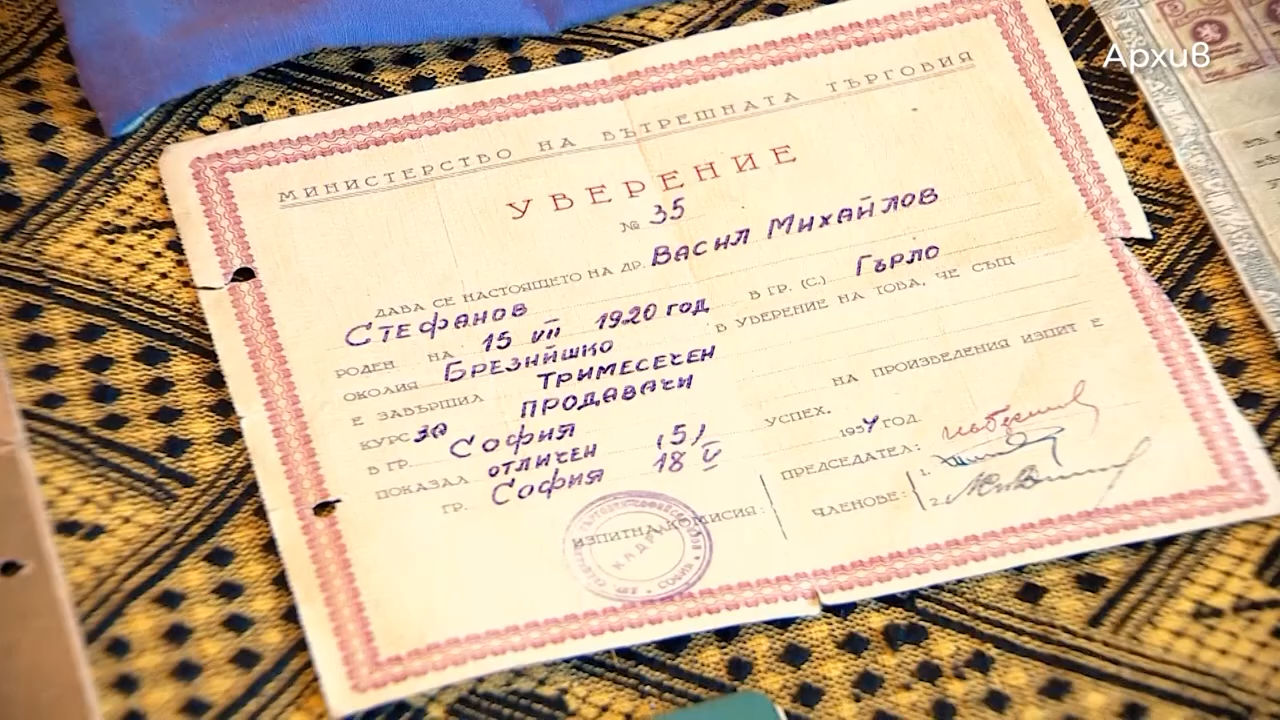 Архив
МИНИСТЕРСТВО НА ВЪТРЕШНАТА ТЪРГОВИЯ
УВЕРЕНИЕ
№ 35
ДАВА СЕ НАСТОЯЩЕТО НА ДР. ВАСИЛ МИХАЙЛОВ
СТЕФАНОВ
РОДЕН НА 15 VII 1920 год В ГР. (С.) ГЪРЛО
ОКОЛИЯ БРЕЗНИШКО В УВЕРЕНИЕ НА ТОВА, ЧЕ СЪЩ
Е ЗАВЪРШИЛ ТРИМЕСЕЧЕН
КУРС ЗА ПРОДАВАЧИ
В ГР. СОФИЯ НА ПРОИЗВЕДЕНИЯ ИЗПИТ Е
ПОКАЗАЛ ОТЛИЧЕН /5/ УСПЕХ.
ГР. СОФИЯ 18 V 1954 ГОД.
ИЗПИТНА КОМИСИЯ:
ПРЕДСЕДАТЕЛ:
ЧЛЕНОВЕ:
1.
2.
КАДРИ
СОФИЯ